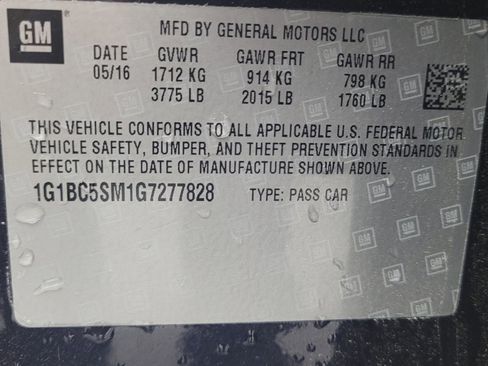 GM
MFD BY GENERAL MOTORS LLC
DATE GVWR GAWR FRT GAWR RR
05/16 1712 KG 914 KG 798 KG
3775 LB 2015 LB 1760 LB
THIS VEHICLE CONFORMS TO ALL APPLICABLE U.S. FEDERAL MOTOR
VEHICLE SAFETY, BUMPER, AND THEFT PREVENTION STANDARDS IN
EFFECT ON THE DATE OF MANUFACTURE SHOWN ABOVE.
1G1BC5SM1G7277828 TYPE: PASS CAR